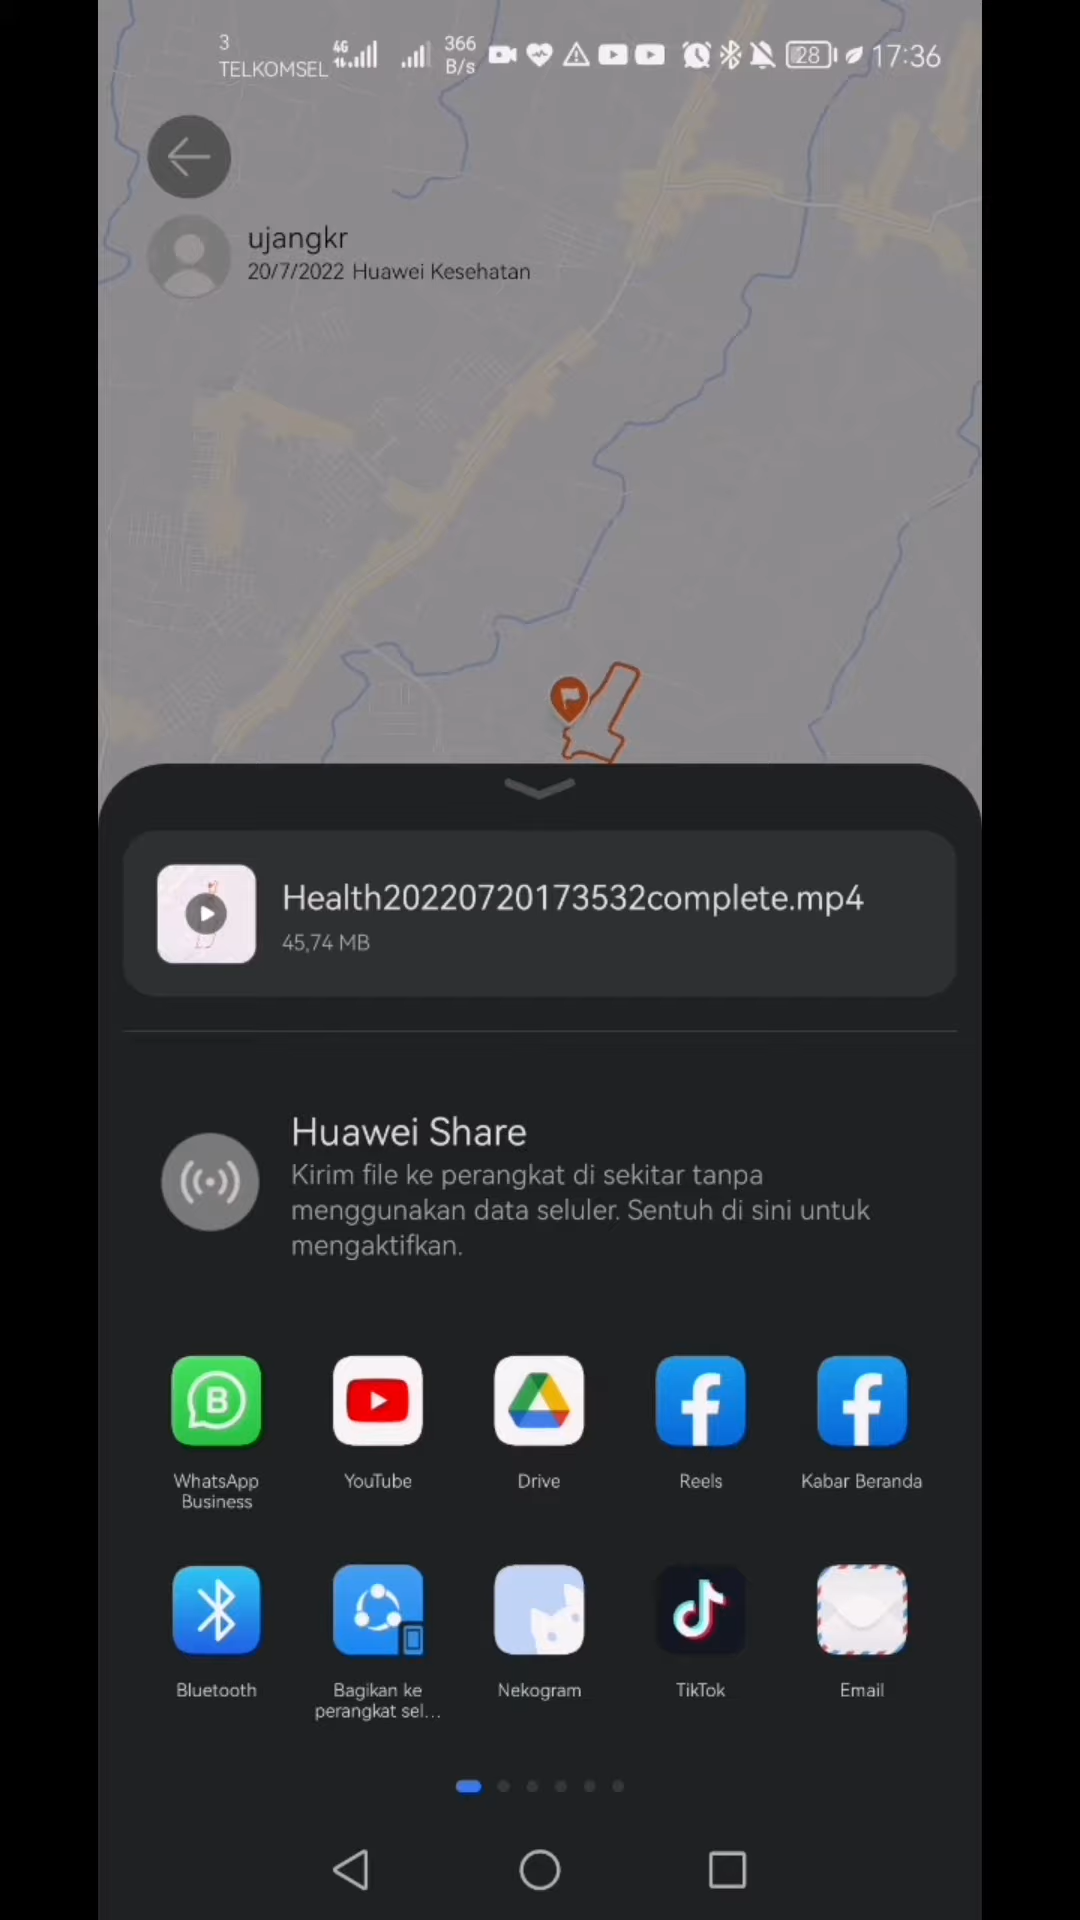 3
TELKOMSEL
4G
366
B/s
28
17:36
ujangkr
20/7/2022 Huawei Kesehatan
Health20220720173532complete.mp4
45,74 MB
Huawei Share
Kirim file ke perangkat di sekitar tanpa
menggunakan data seluler. Sentuh di sini untuk
mengaktifkan.
B
WhatsApp
Business
YouTube
Drive
Reels
Kabar Beranda
Bluetooth
Bagikan ke
perangkat sel...
Nekogram
TikTok
Email